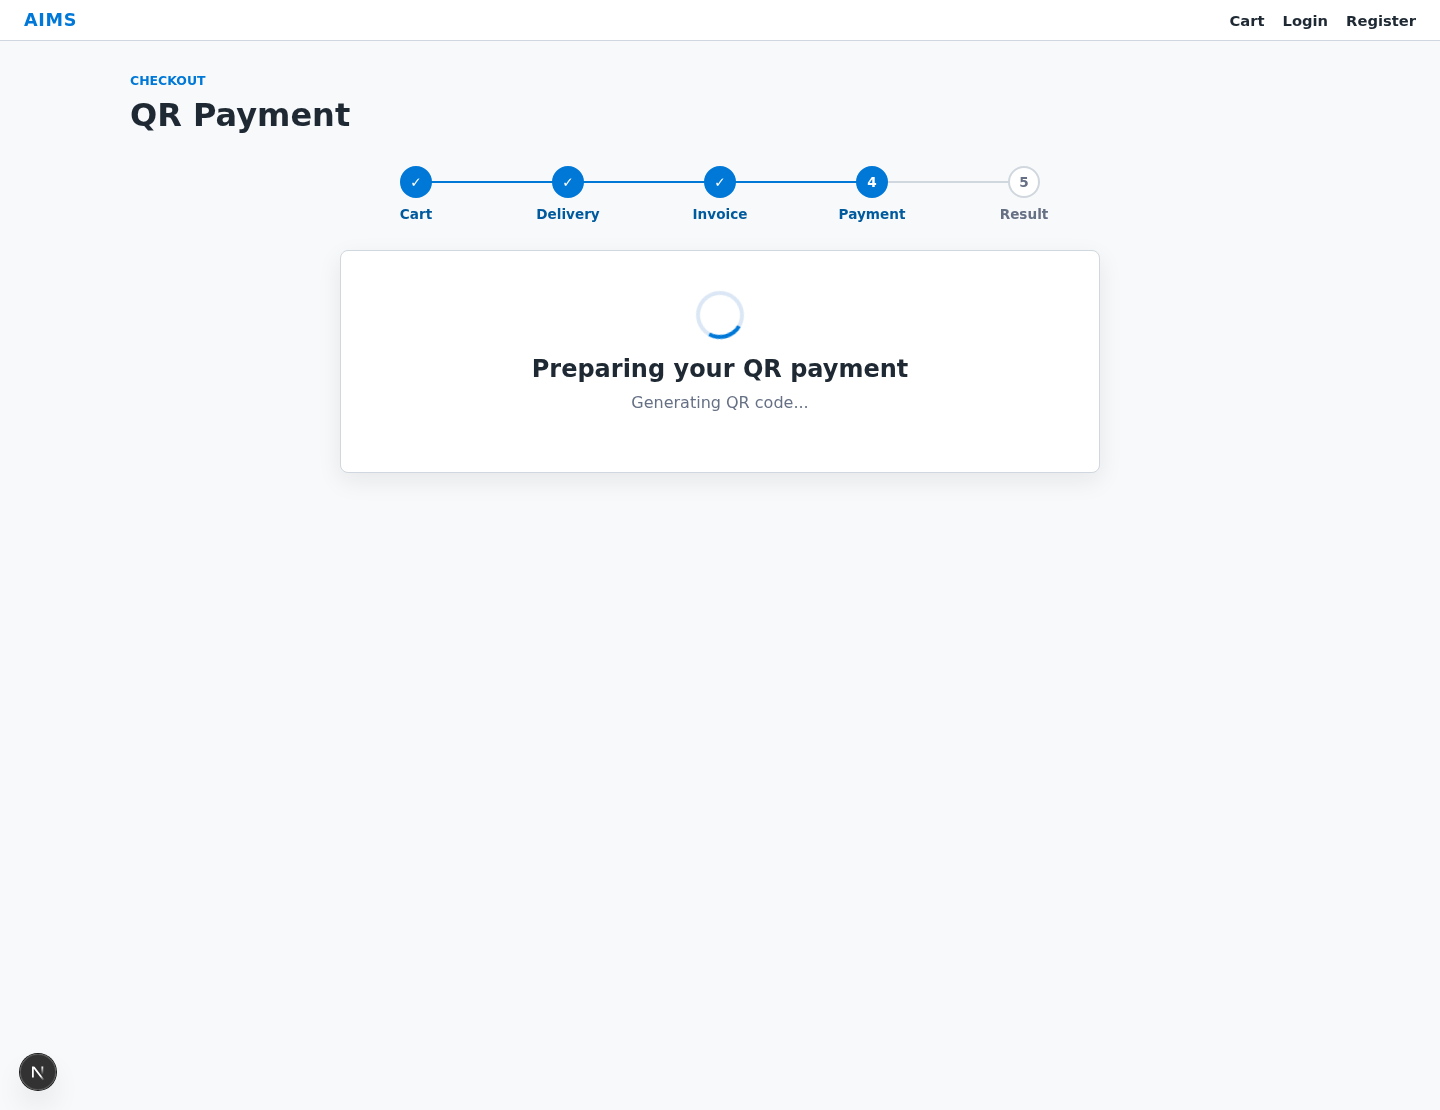 AIMS
Cart Login Register
CHECKOUT
QR Payment
✓ ✓ ✓ 4 5
Cart Delivery Invoice Payment Result
Preparing your QR payment
Generating QR code...
N